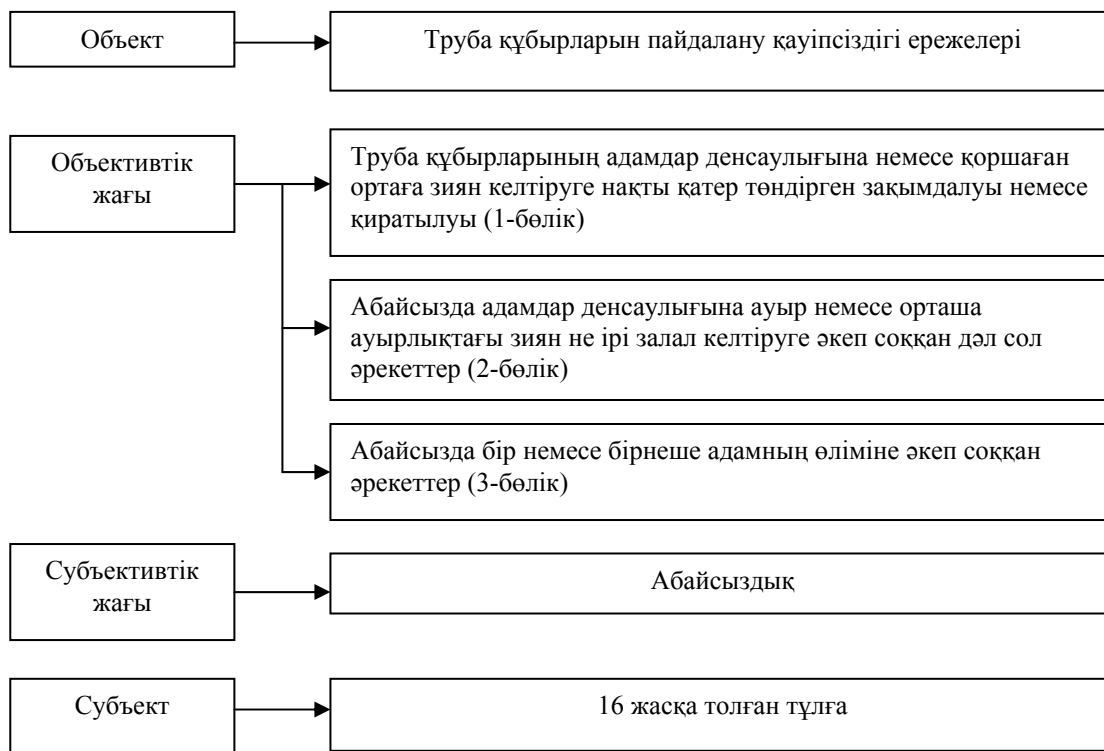 Объект
Труба құбырларын пайдалану қауіпсіздігі ережелері
Объективтік
жағы
Труба құбырларының адамдар денсаулығына немесе қоршаған
ортаға зиян келтіруге нақты қатер төндірген зақымдалуы немесе
қиратылуы (1-бөлік)
Абайсызда адамдар денсаулығына ауыр немесе орташа
ауырлықтағы зиян не ірі залал келтіруге әкеп соққан дәл сол
әрекеттер (2-бөлік)
Абайсызда бір немесе бірнеше адамның өліміне әкеп соққан
әрекеттер (3-бөлік)
Субъективтік
жағы
Абайсыздық
Субъект
16 жасқа толған тұлға